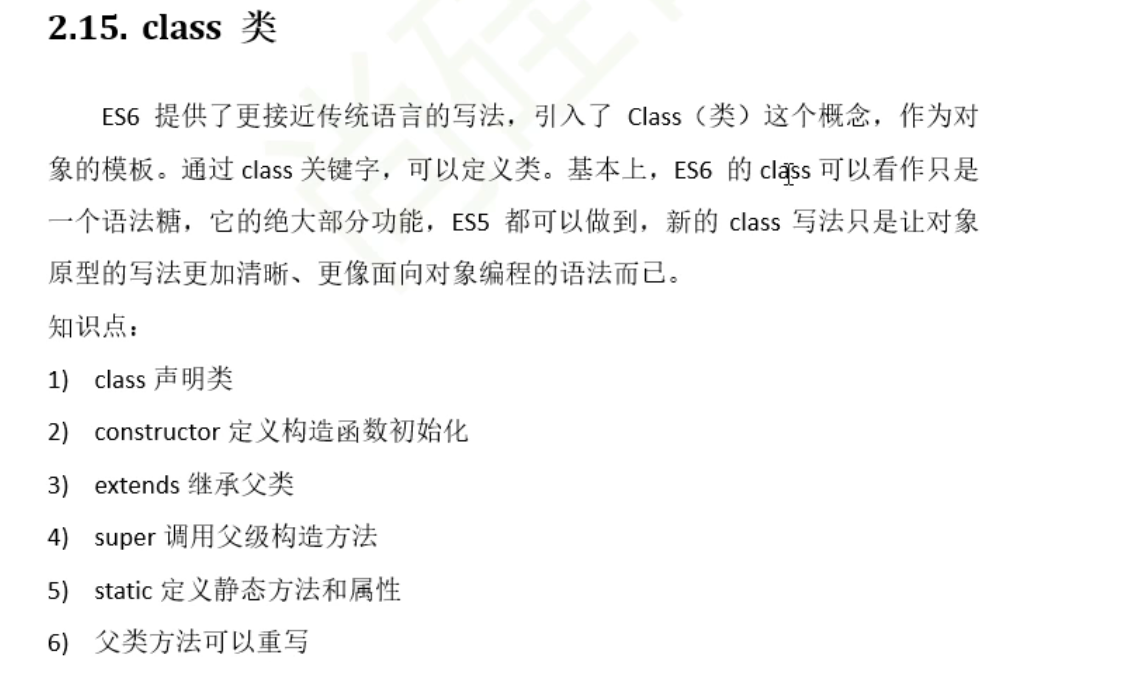 2.15. class 类
ES6 提供了更接近传统语言的写法，引入了 Class（类）这个概念，作为对
象的模板。通过 class 关键字，可以定义类。基本上，ES6 的 class 可以看作只是
一个语法糖，它的绝大部分功能，ES5 都可以做到，新的 class 写法只是让对象
原型的写法更加清晰、更像面向对象编程的语法而已。
知识点：
1) class 声明类
2) constructor 定义构造函数初始化
3) extends 继承父类
4) super 调用父级构造方法
5) static 定义静态方法和属性
6) 父类方法可以重写